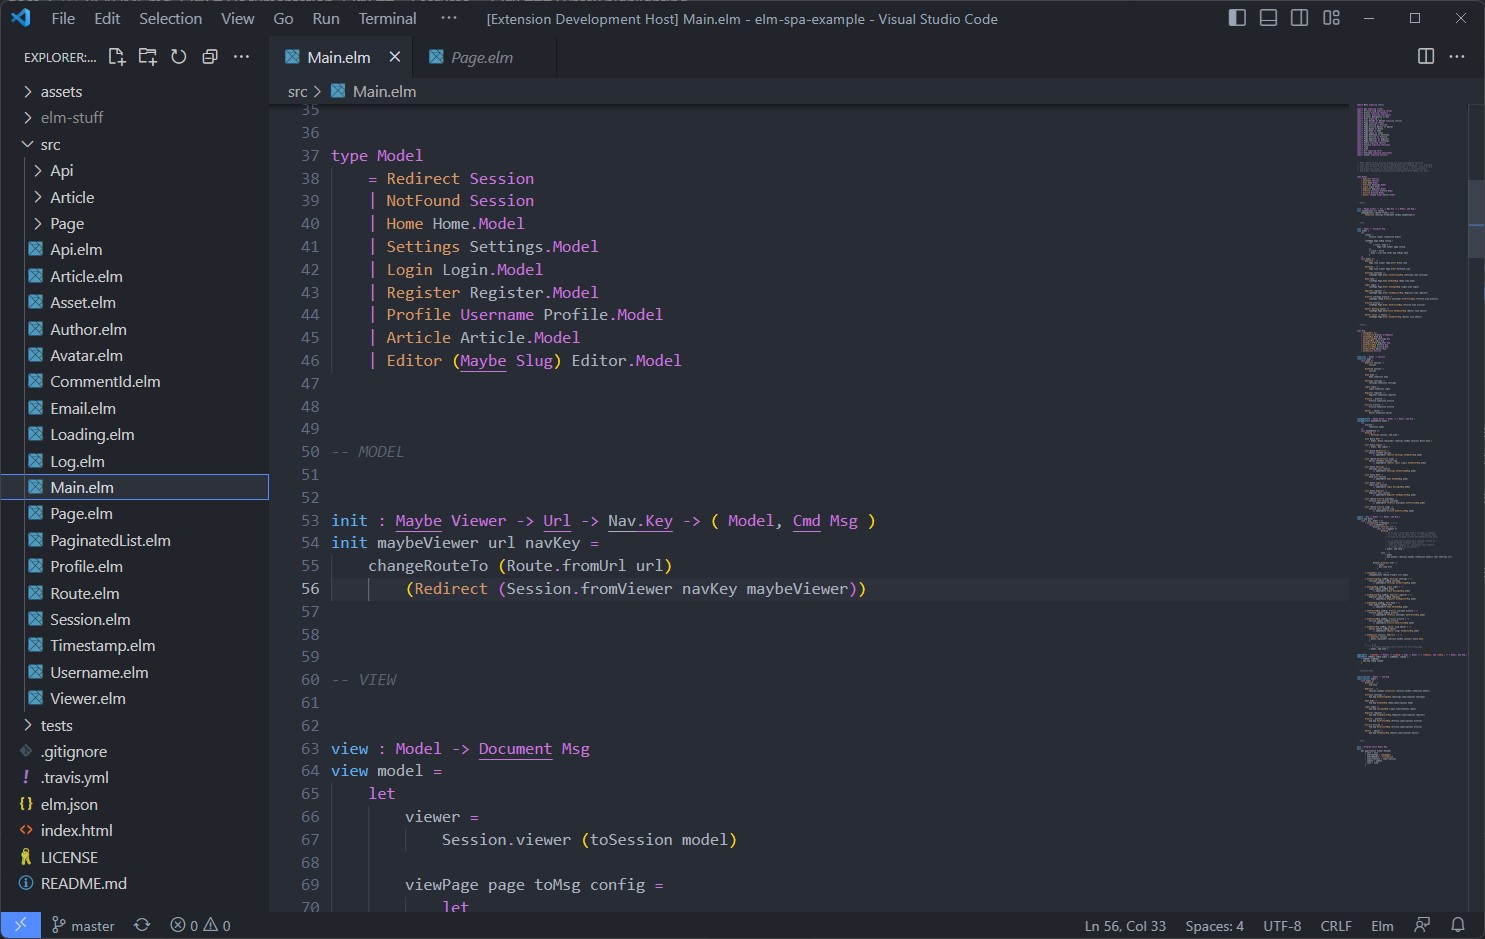 File Edit Selection View Go Run Terminal ··· [Extension Development Host] Main.elm - elm-spa-example - Visual Studio Code
EXPLORER:...
Main.elm
Page.elm
src > Main.elm
assets
elm-stuff
src
Api
Article
Page
Api.elm
Article.elm
Asset.elm
Author.elm
Avatar.elm
CommentId.elm
Email.elm
Loading.elm
Log.elm
Main.elm
Page.elm
PaginatedList.elm
Profile.elm
Route.elm
Session.elm
Timestamp.elm
Username.elm
Viewer.elm
tests
.gitignore
.travis.yml
elm.json
index.html
LICENSE
README.md
35
36
37 type Model
38     = Redirect Session
39     | NotFound Session
40     | Home Home.Model
41     | Settings Settings.Model
42     | Login Login.Model
43     | Register Register.Model
44     | Profile Username Profile.Model
45     | Article Article.Model
46     | Editor (Maybe Slug) Editor.Model
47
48
49
50 -- MODEL
51
52
53 init : Maybe Viewer -> Url -> Nav.Key -> ( Model, Cmd Msg )
54 init maybeViewer url navKey =
55     changeRouteTo (Route.fromUrl url)
56         (Redirect (Session.fromViewer navKey maybeViewer))
57
58
59
60 -- VIEW
61
62
63 view : Model -> Document Msg
64 view model =
65     let
66         viewer =
67             Session.viewer (toSession model)
68
69         viewPage page toMsg config =
70             let
master 0 0 Ln 56, Col 33 Spaces: 4 UTF-8 CRLF Elm